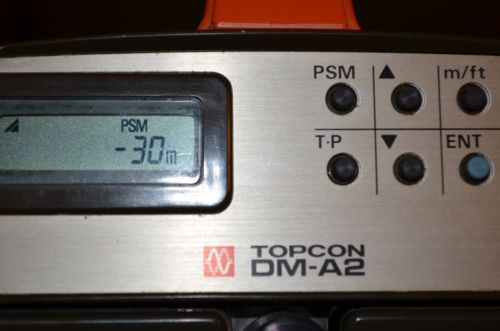 PSM ▲ m/ft
PSM
-30m
T·P ▼ ENT
TOPCON
DM-A2